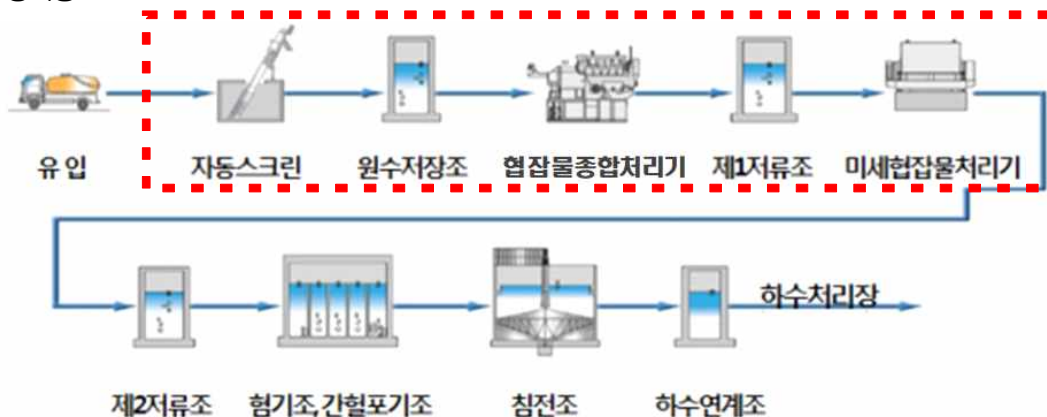 유 입
자동스크린
원수저장조
협잡물종합처리기
제1저류조
미세협잡물처리기
하수처리장
제2저류조
혐기조,간헐포기조
침전조
하수연계조